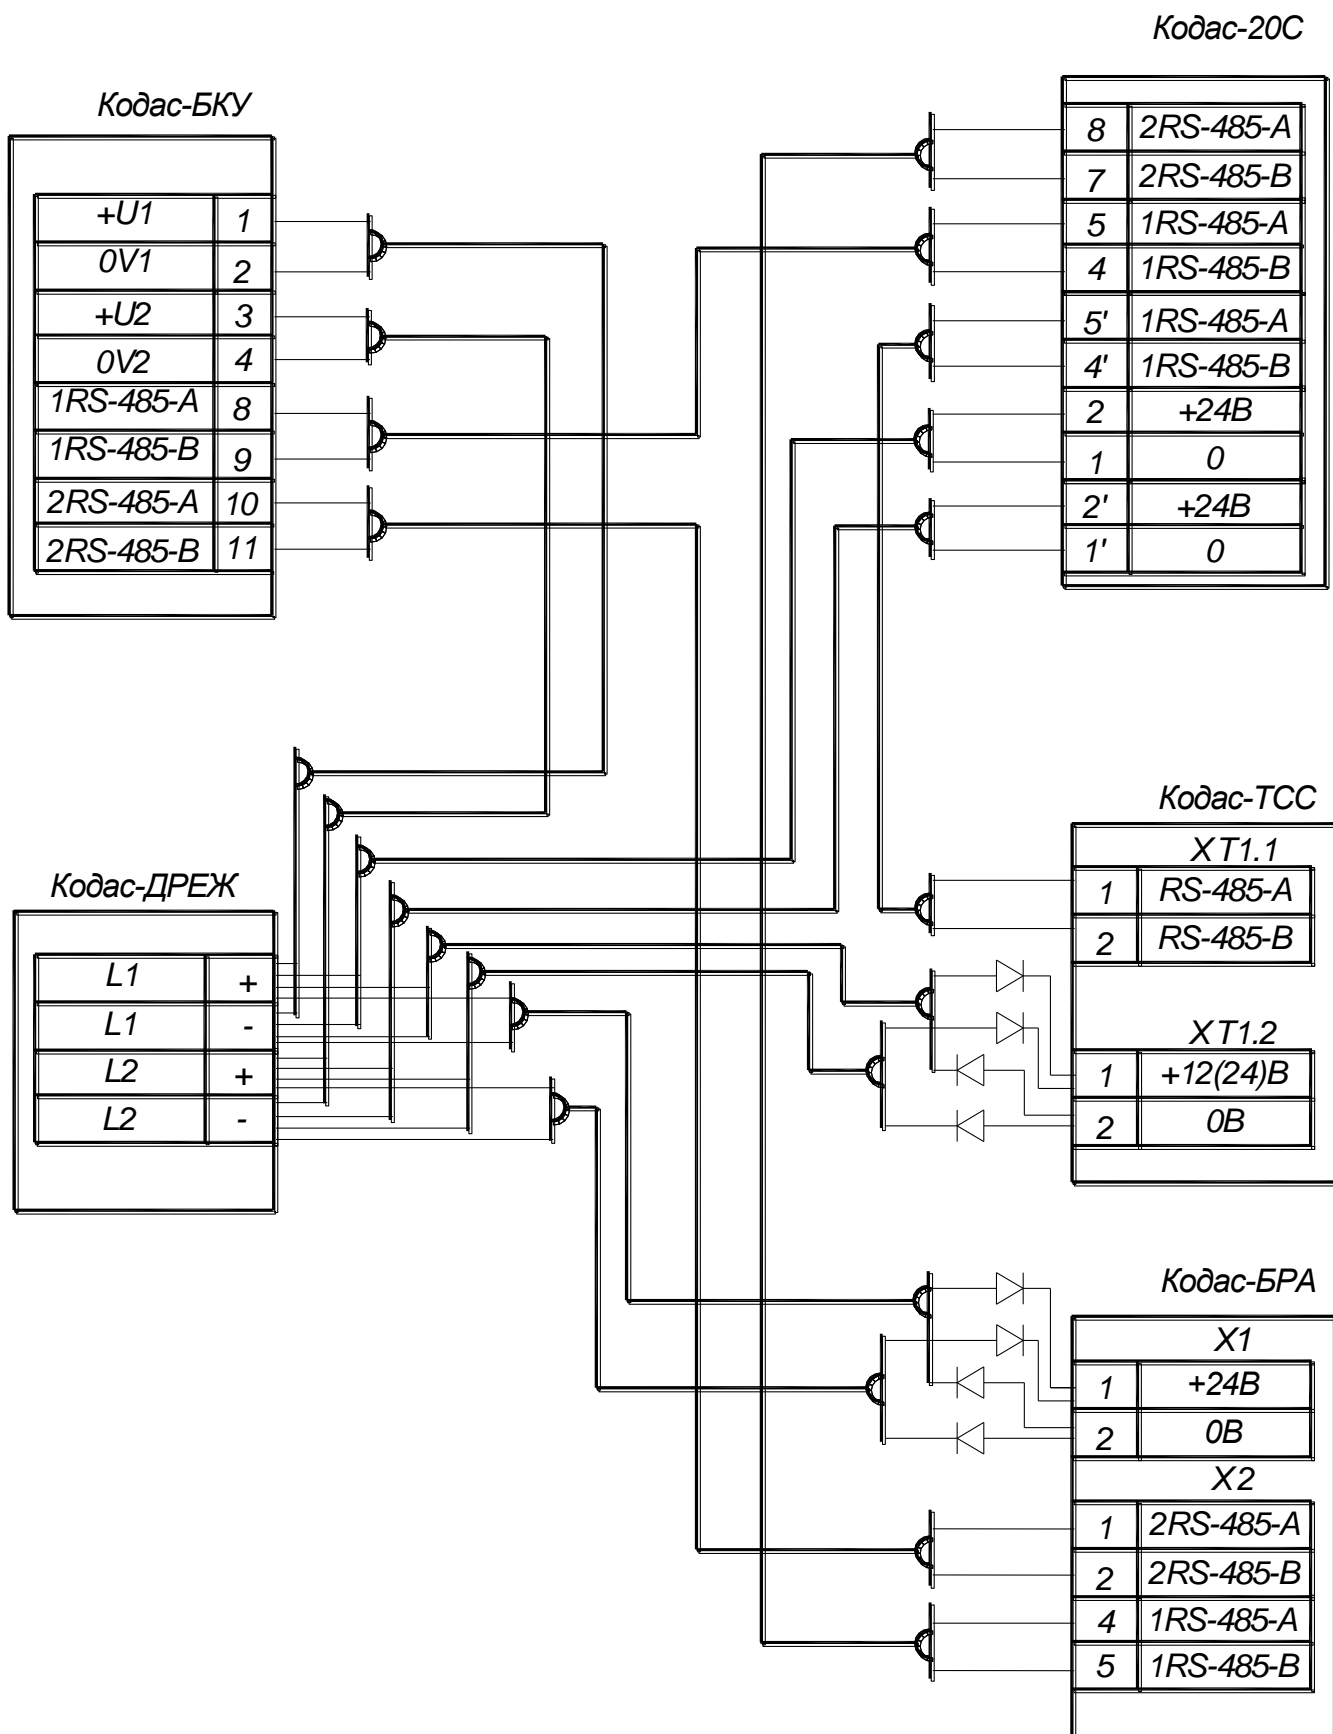 Кодас-20С
Кодас-БКУ
8 2RS-485-A
7 2RS-485-B
5 1RS-485-A
4 1RS-485-B
5' 1RS-485-A
4' 1RS-485-B
2 +24В
1 0
2' +24В
1' 0
+U1 1
0V1 2
+U2 3
0V2 4
1RS-485-A 8
1RS-485-B 9
2RS-485-A 10
2RS-485-B 11
Кодас-ТСС
XT1.1
1 RS-485-A
2 RS-485-B
XT1.2
1 +12(24)В
2 0В
Кодас-ДРЕЖ
L1 +
L1 -
L2 +
L2 -
Кодас-БРА
X1
1 +24В
2 0В
X2
1 2RS-485-A
2 2RS-485-B
4 1RS-485-A
5 1RS-485-B